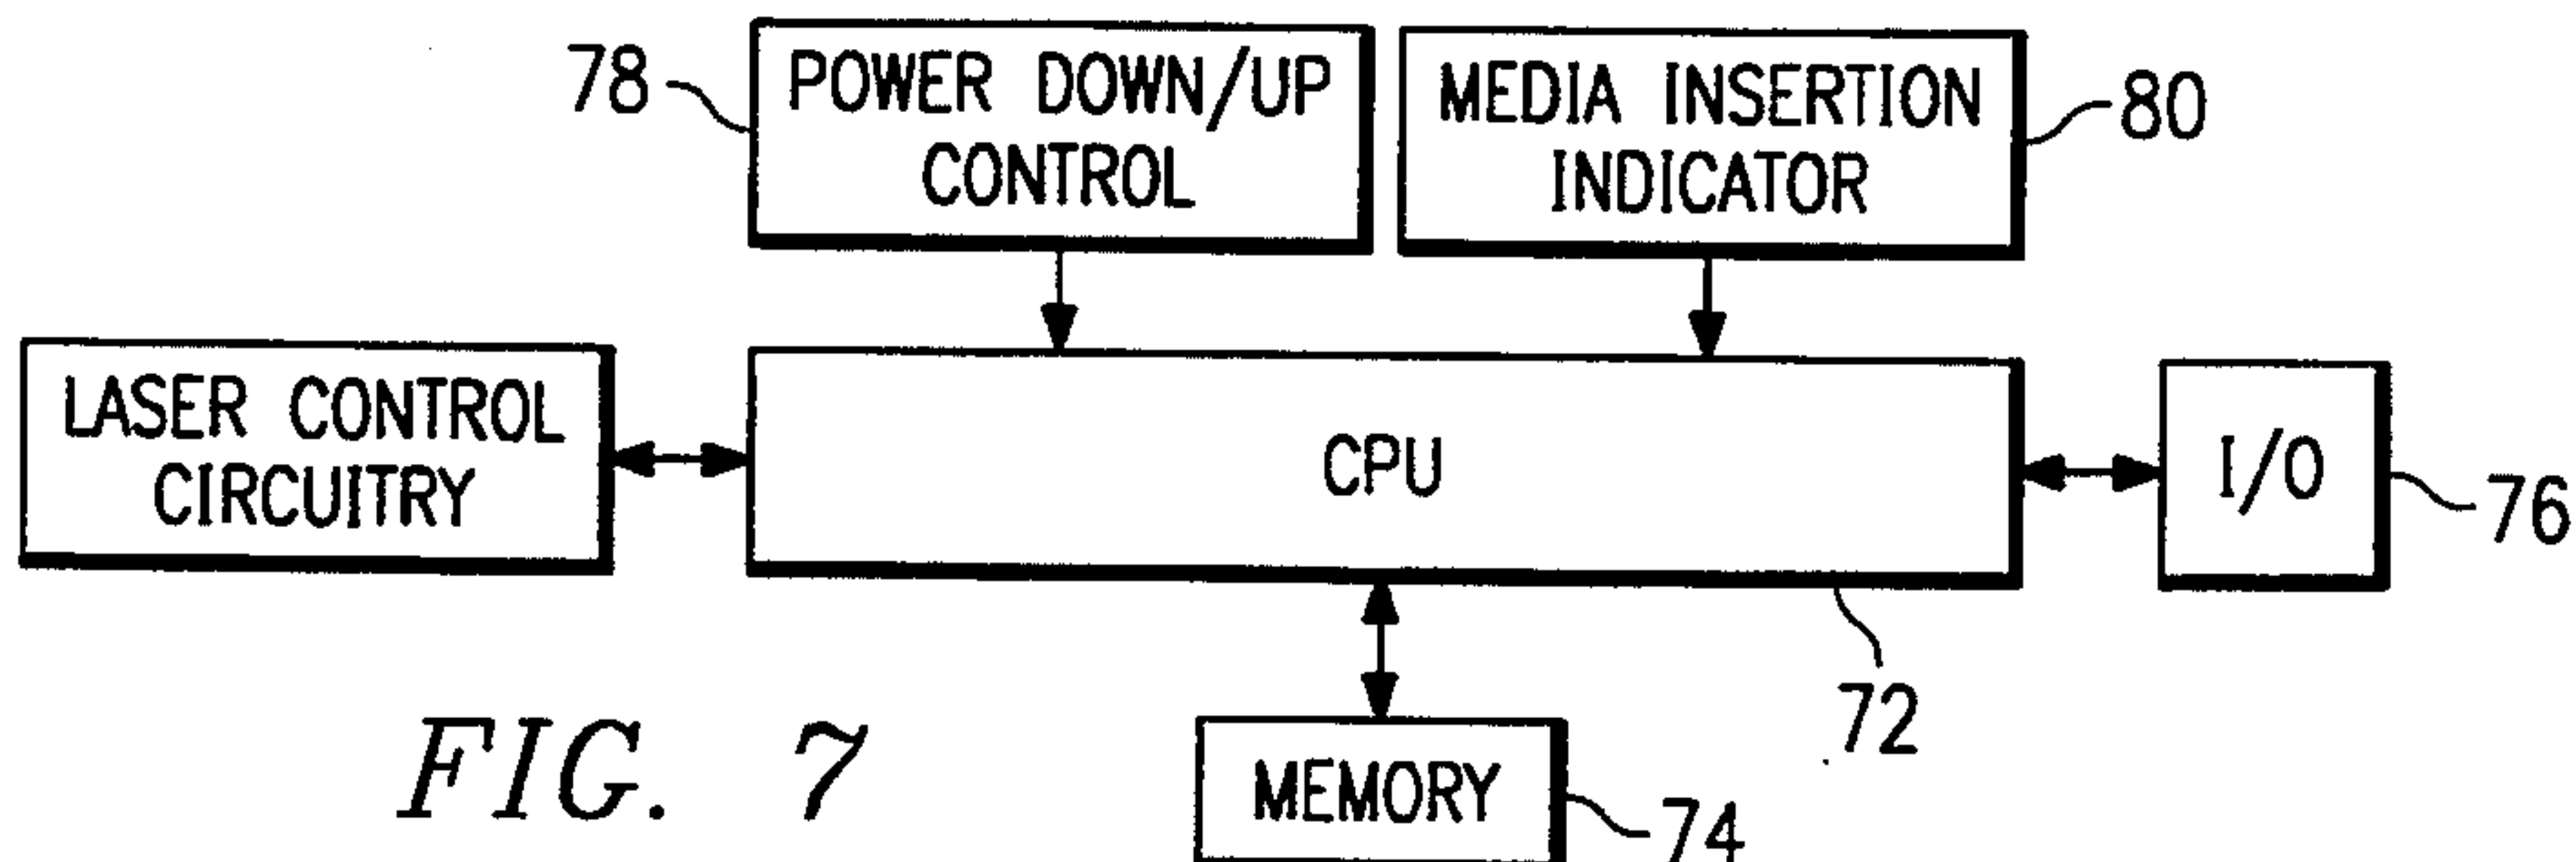 78
POWER DOWN/UP
CONTROL
MEDIA INSERTION
INDICATOR
80
LASER CONTROL
CIRCUITRY
CPU
I/O
76
72
FIG. 7
MEMORY
74